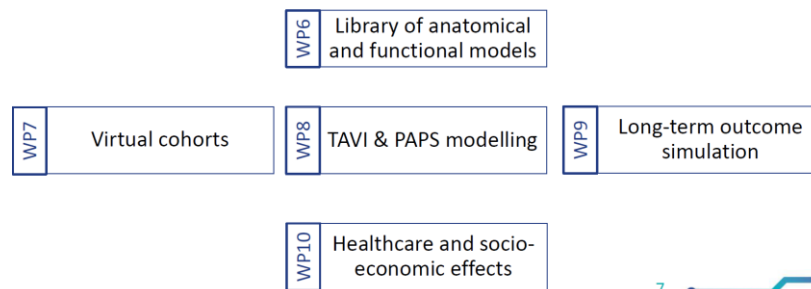 WP6
Library of anatomical
and functional models
WP7
Virtual cohorts
WP8
TAVI & PAPS modelling
WP9
Long-term outcome
simulation
WP10
Healthcare and socio-
economic effects
7